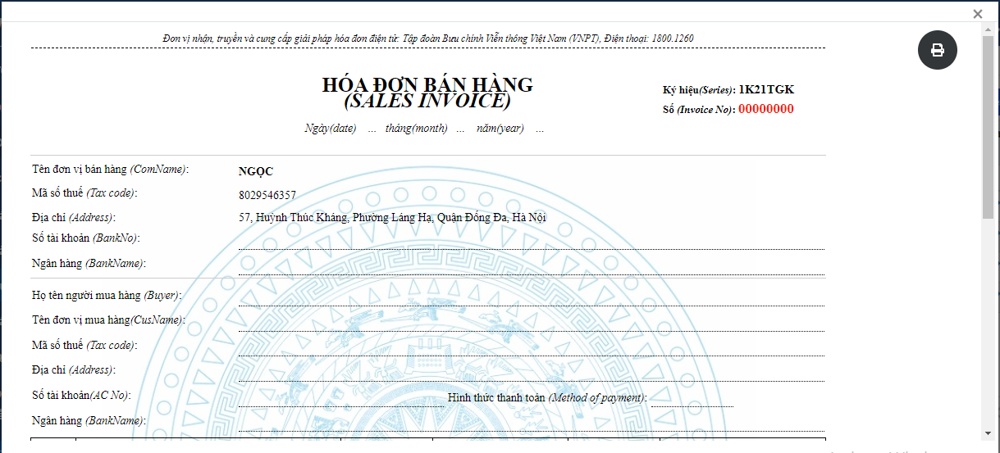 Đơn vị nhận, truyền và cung cấp giải pháp hóa đơn điện tử: Tập đoàn Bưu chính Viễn thông Việt Nam (VNPT), Điện thoại: 1800.1260
HÓA ĐƠN BÁN HÀNG
(SALES INVOICE)
Ký hiệu(Series): 1K21TGK
Số (Invoice No): 00000000
Ngày(date) ... tháng(month) ... năm(year) ...
Tên đơn vị bán hàng (ComName): NGỌC
Mã số thuế (Tax code): 8029546357
Địa chỉ (Address): 57, Huỳnh Thúc Kháng, Phường Láng Hạ, Quận Đống Đa, Hà Nội
Số tài khoản (BankNo):
Ngân hàng (BankName):
Họ tên người mua hàng (Buyer):
Tên đơn vị mua hàng(CusName):
Mã số thuế (Tax code):
Địa chỉ (Address):
Số tài khoản(AC No): Hình thức thanh toán (Method of payment):
Ngân hàng (BankName):